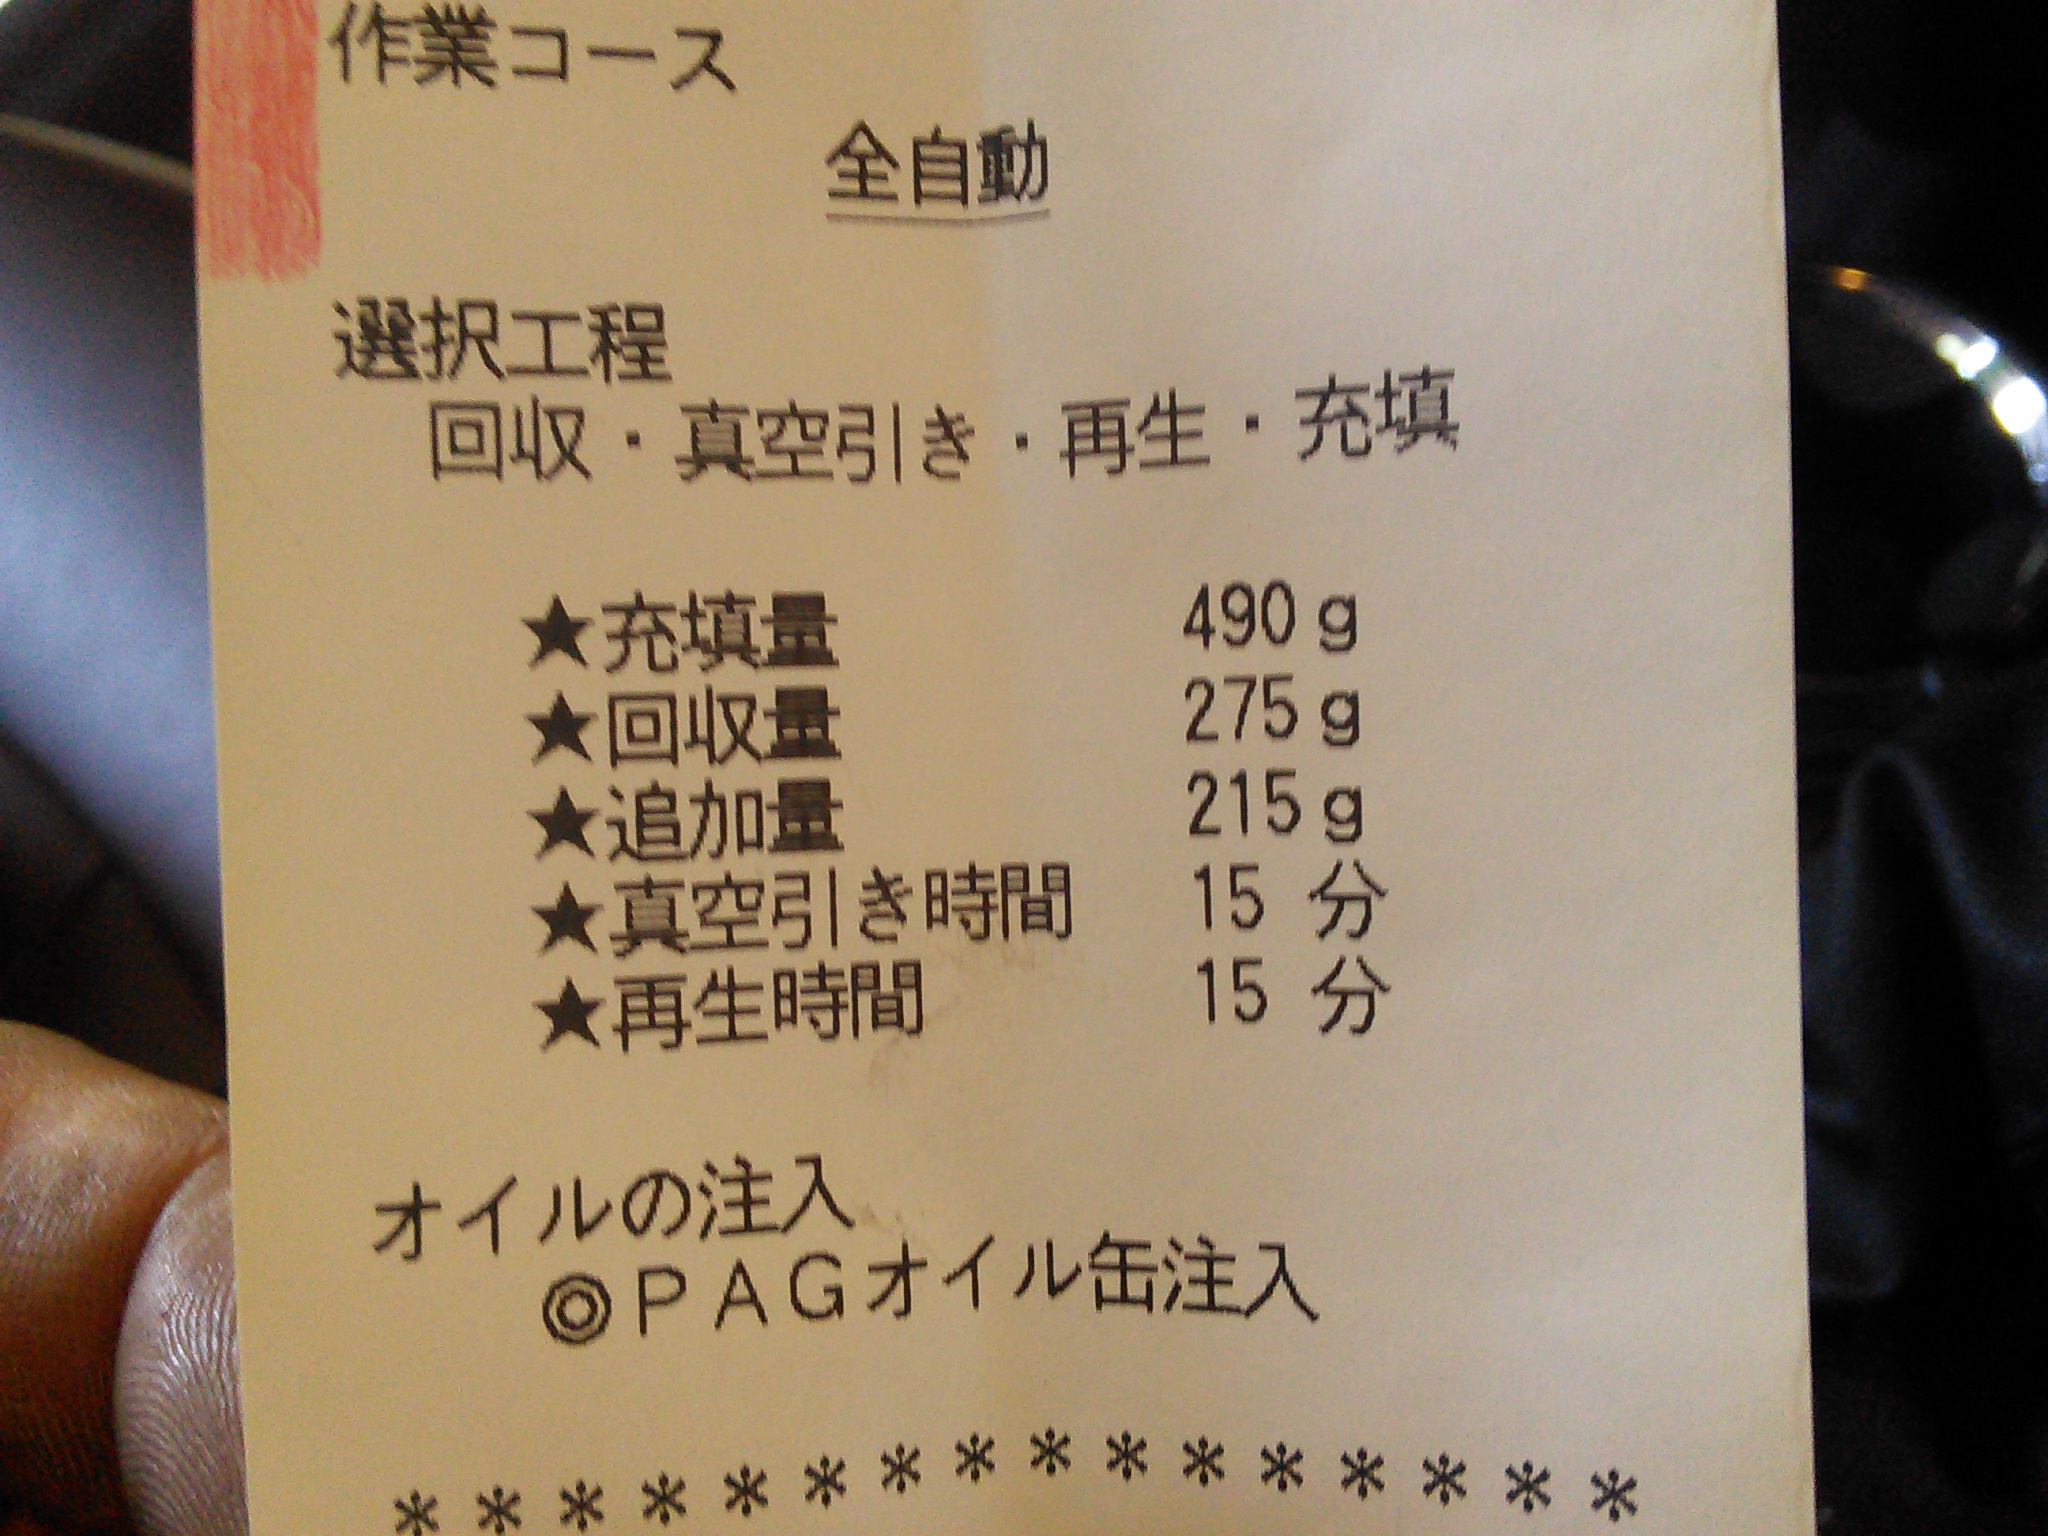 作業コース
全自動
選択工程
回収・真空引き・再生・充填
★充填量 490g
★回収量 275g
★追加量 215g
★真空引き時間 15 分
★再生時間 15 分
オイルの注入
◎PAGオイル缶注入
****************